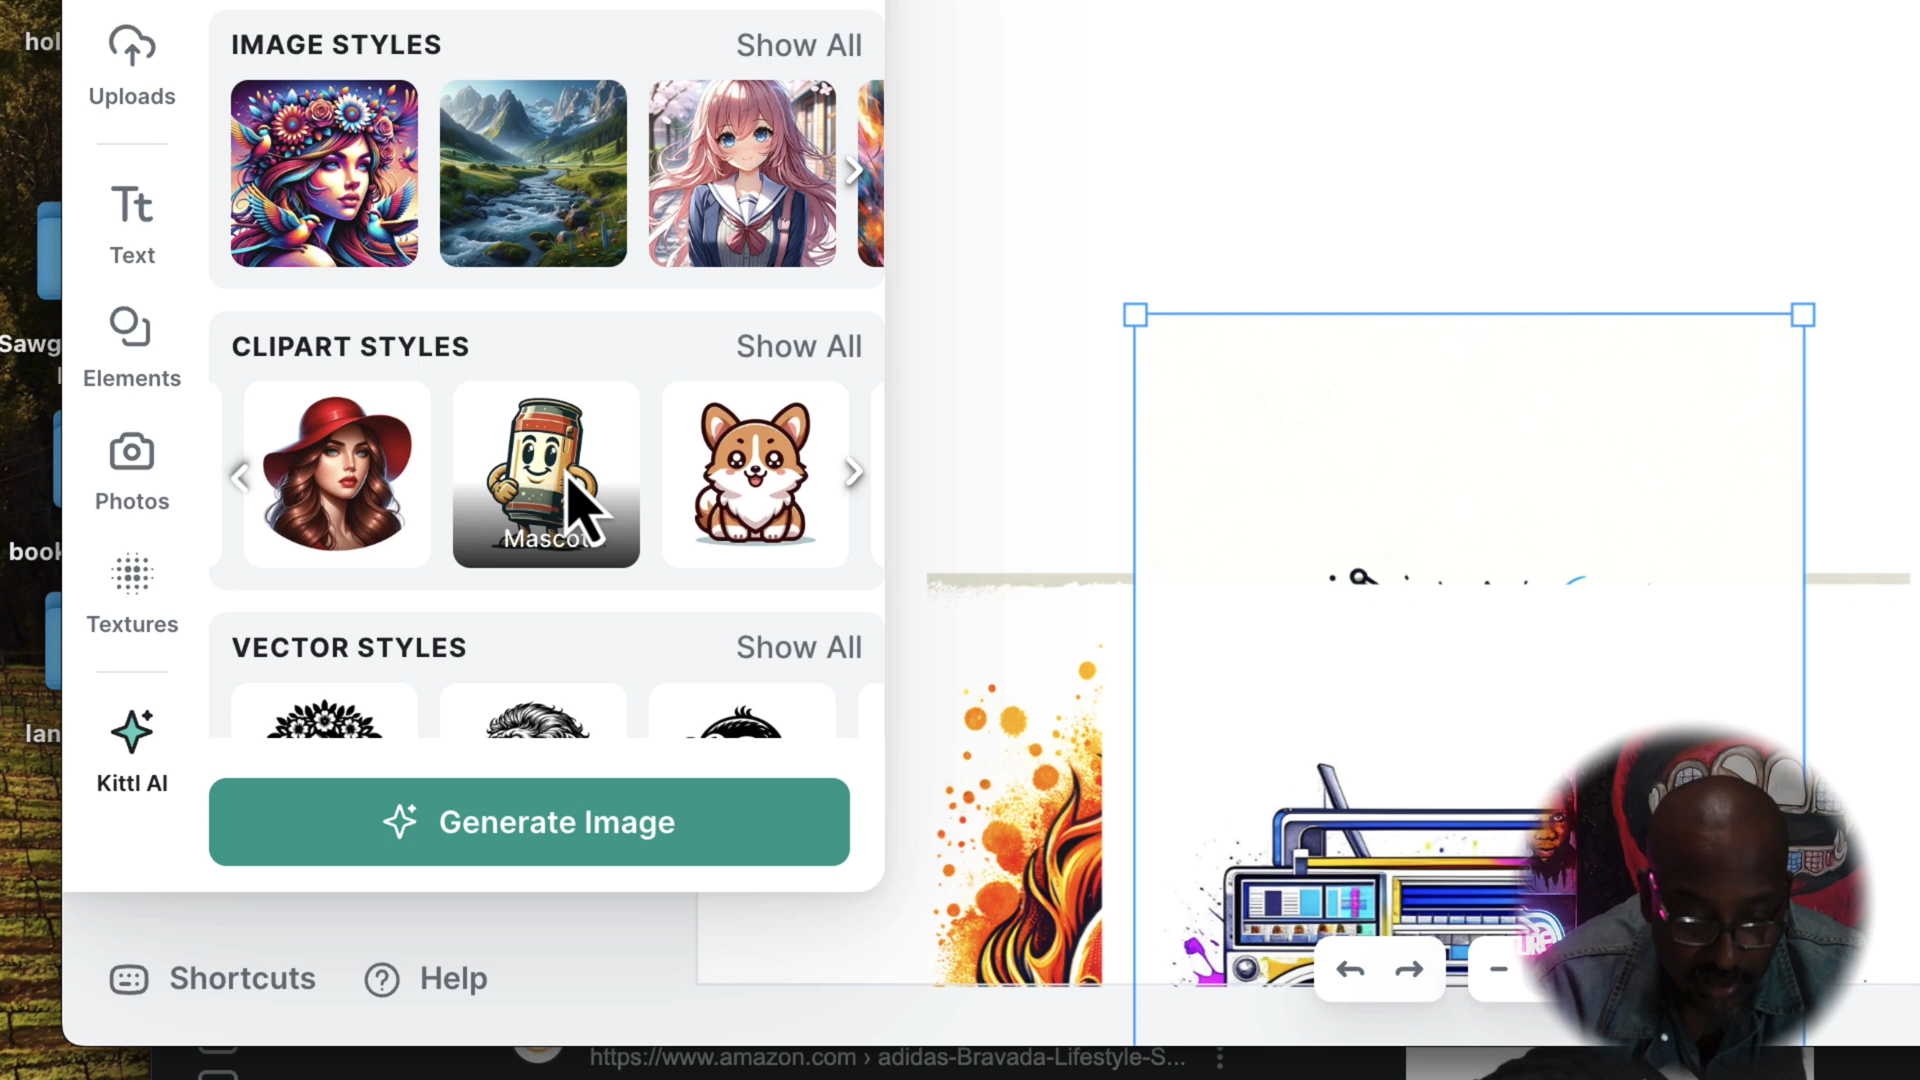 hol
Sawg
book
lan
Uploads
Text
Elements
Photos
Textures
Kittl AI
IMAGE STYLES
Show All
CLIPART STYLES
Show All
Mascot
VECTOR STYLES
Show All
Generate Image
Shortcuts
Help
https://www.amazon.com › adidas-Bravada-Lifestyle-S...